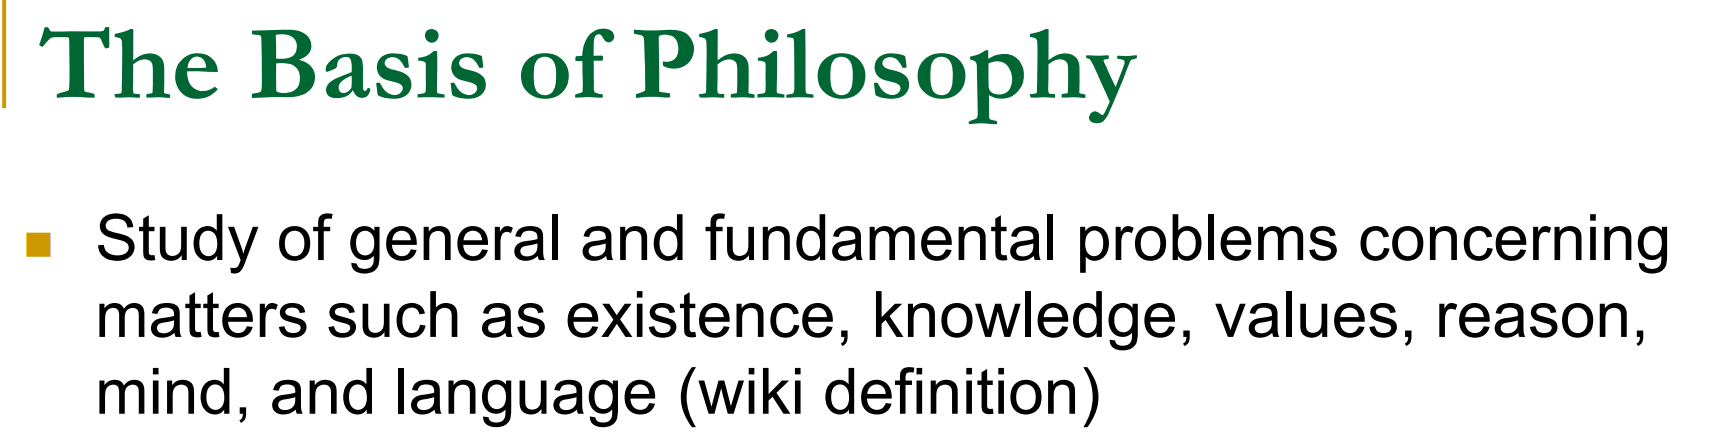 The Basis of Philosophy
Study of general and fundamental problems concerning
matters such as existence, knowledge, values, reason,
mind, and language (wiki definition)